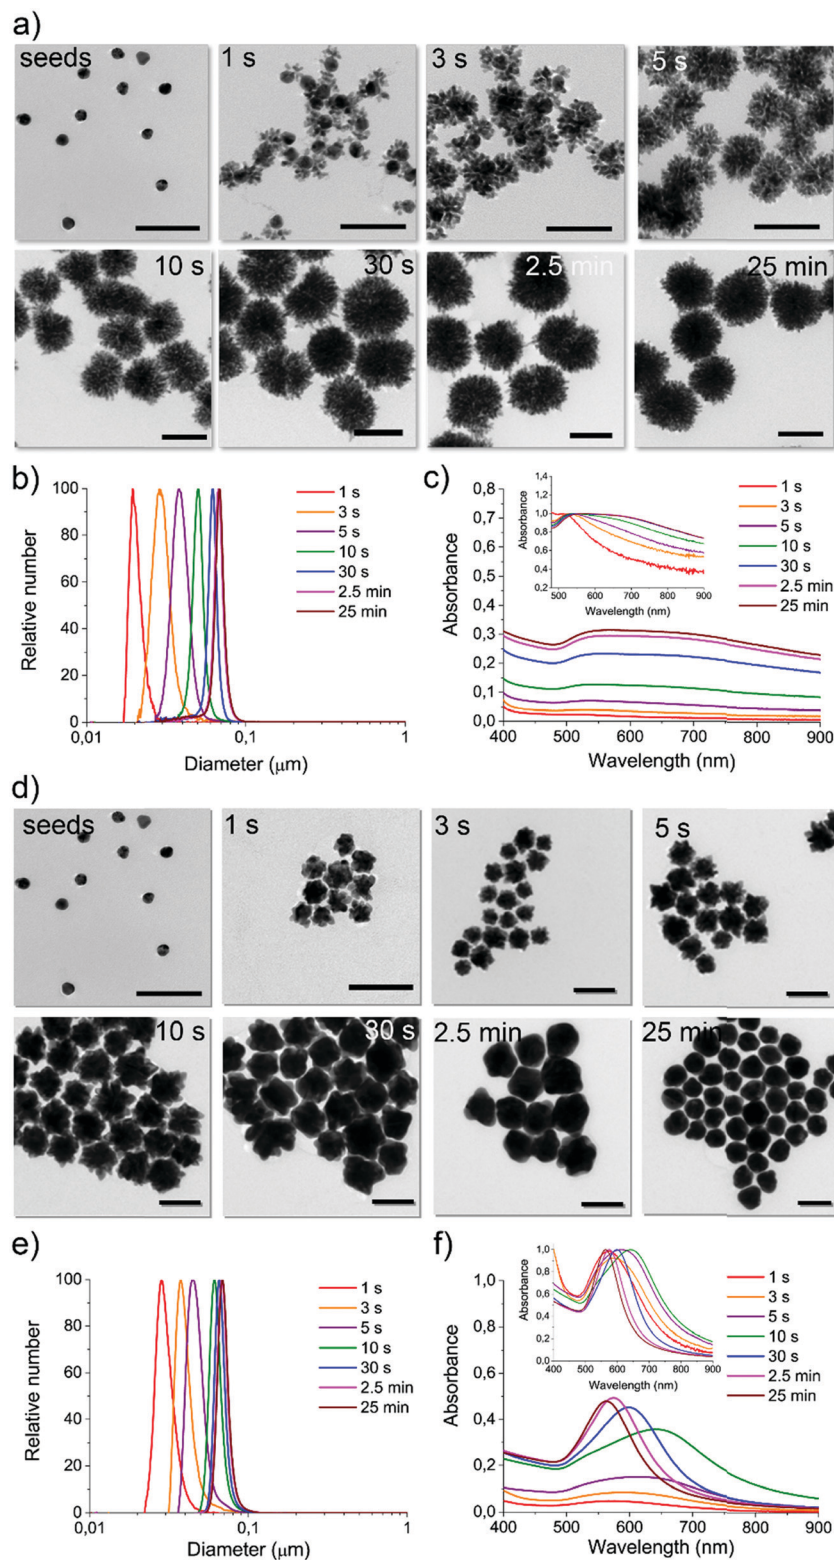 a)
seeds
1 s
3 s
5 s
10 s
30 s
2.5 min
25 min
b)
100
80
60
40
20
0
Relative number
0,01
0,1
1
Diameter (μm)
1 s
3 s
5 s
10 s
30 s
2.5 min
25 min
c)
0,8
0,7
0,6
0,5
0,4
0,3
0,2
0,1
0,0
Absorbance
400
500
600
700
800
900
Wavelength (nm)
1,4
1,2
1,0
0,8
0,6
0,4
0,2
Absorbance
500
600
700
800
900
Wavelength (nm)
1 s
3 s
5 s
10 s
30 s
2.5 min
25 min
d)
seeds
1 s
3 s
5 s
10 s
30 s
2.5 min
25 min
e)
100
80
60
40
20
0
Relative number
0,01
0,1
1
Diameter (μm)
1 s
3 s
5 s
10 s
30 s
2.5 min
25 min
f)
1,0
0,8
0,6
0,4
0,2
0,0
Absorbance
400
500
600
700
800
900
Wavelength (nm)
1,0
0,8
0,6
0,4
0,2
0,0
Absorbance
400
500
600
700
800
900
Wavelength (nm)
1 s
3 s
5 s
10 s
30 s
2.5 min
25 min